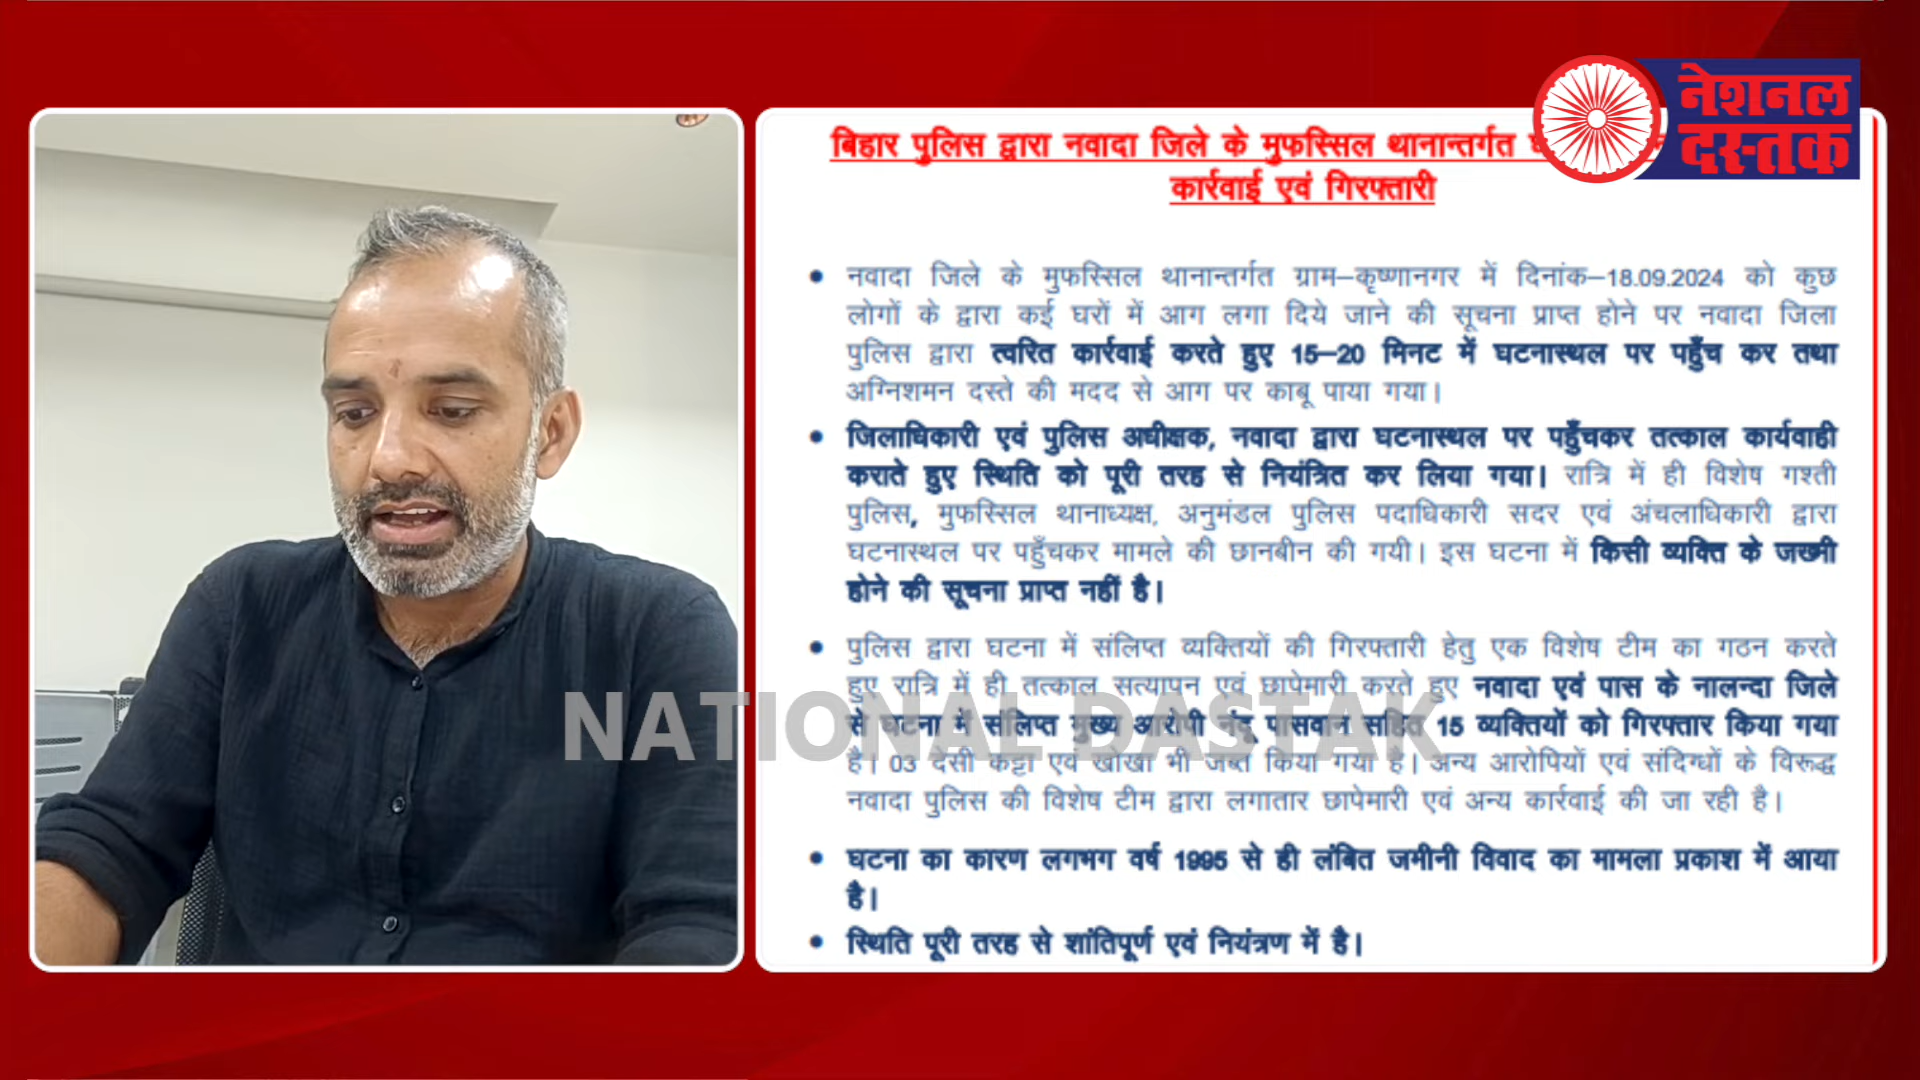 बिहार पुलिस द्वारा नवादा जिले के मुफस्सिल थानान्तर्गत
कार्रवाई एवं गिरफ्तारी
नेशनल
दस्तक
• नवादा जिले के मुफस्सिल थानान्तर्गत ग्राम–कृष्णानगर में दिनांक–18.09.2024 को कुछ
लोगों के द्वारा कई घरों में आग लगा दिये जाने की सूचना प्राप्त होने पर नवादा जिला
पुलिस द्वारा त्वरित कार्रवाई करते हुए 15–20 मिनट में घटनास्थल पर पहुँच कर तथा
अग्निशमन दस्ते की मदद से आग पर काबू पाया गया।
• जिलाधिकारी एवं पुलिस अधीक्षक, नवादा द्वारा घटनास्थल पर पहुँचकर तत्काल कार्यवाही
कराते हुए स्थिति को पूरी तरह से नियंत्रित कर लिया गया। रात्रि में ही विशेष गश्ती
पुलिस, मुफस्सिल थानाध्यक्ष, अनुमंडल पुलिस पदाधिकारी सदर एवं अंचलाधिकारी द्वारा
घटनास्थल पर पहुँचकर मामले की छानबीन की गयी। इस घटना में किसी व्यक्ति के जख्मी
होने की सूचना प्राप्त नहीं है।
• पुलिस द्वारा घटना में संलिप्त व्यक्तियों की गिरफ्तारी हेतु एक विशेष टीम का गठन करते
हुए रात्रि में ही तत्काल सत्यापन एवं छापेमारी करते हुए नवादा एवं पास के नालन्दा जिले
से घटना में संलिप्त मुख्य आरोपी नंदू पासवान सहित 15 व्यक्तियों को गिरफ्तार किया गया
है। 03 देसी कट्टा एवं खोखा भी जब्त किया गया है। अन्य आरोपियों एवं संदिग्धों के विरूद्ध
नवादा पुलिस की विशेष टीम द्वारा लगातार छापेमारी एवं अन्य कार्रवाई की जा रही है।
• घटना का कारण लगभग वर्ष 1995 से ही लंबित जमीनी विवाद का मामला प्रकाश में आया
है।
• स्थिति पूरी तरह से शांतिपूर्ण एवं नियंत्रण में है।
NATIONAL DASTAK